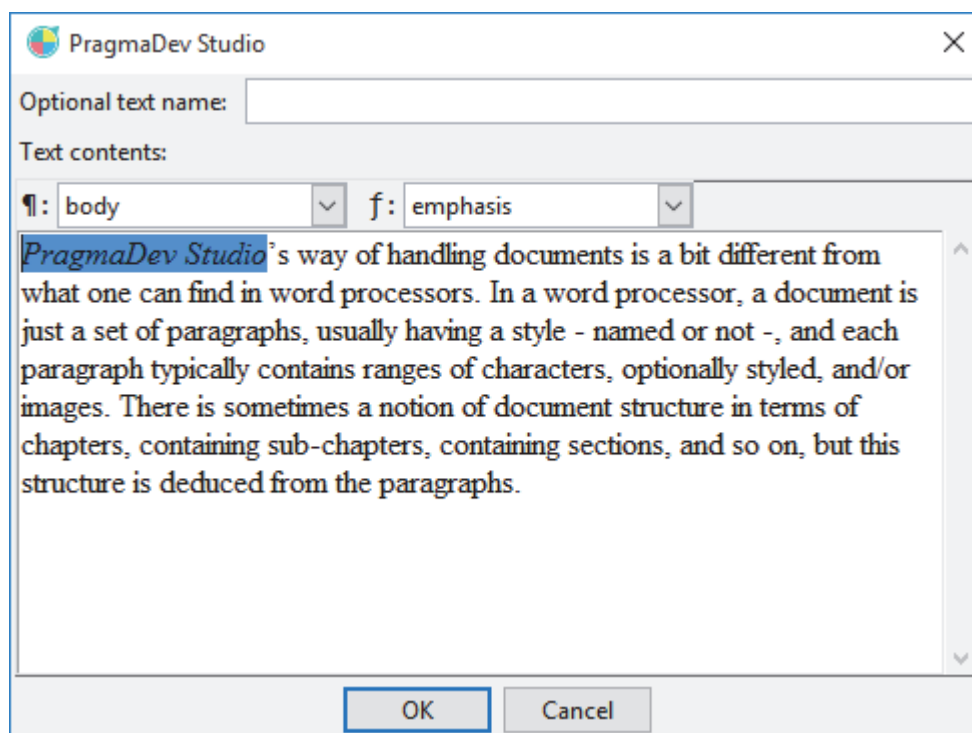 PragmaDev Studio
Optional text name:
Text contents:
¶: body ƒ: emphasis
PragmaDev Studio's way of handling documents is a bit different from
what one can find in word processors. In a word processor, a document is
just a set of paragraphs, usually having a style - named or not -, and each
paragraph typically contains ranges of characters, optionally styled, and/or
images. There is sometimes a notion of document structure in terms of
chapters, containing sub-chapters, containing sections, and so on, but this
structure is deduced from the paragraphs.
OK Cancel